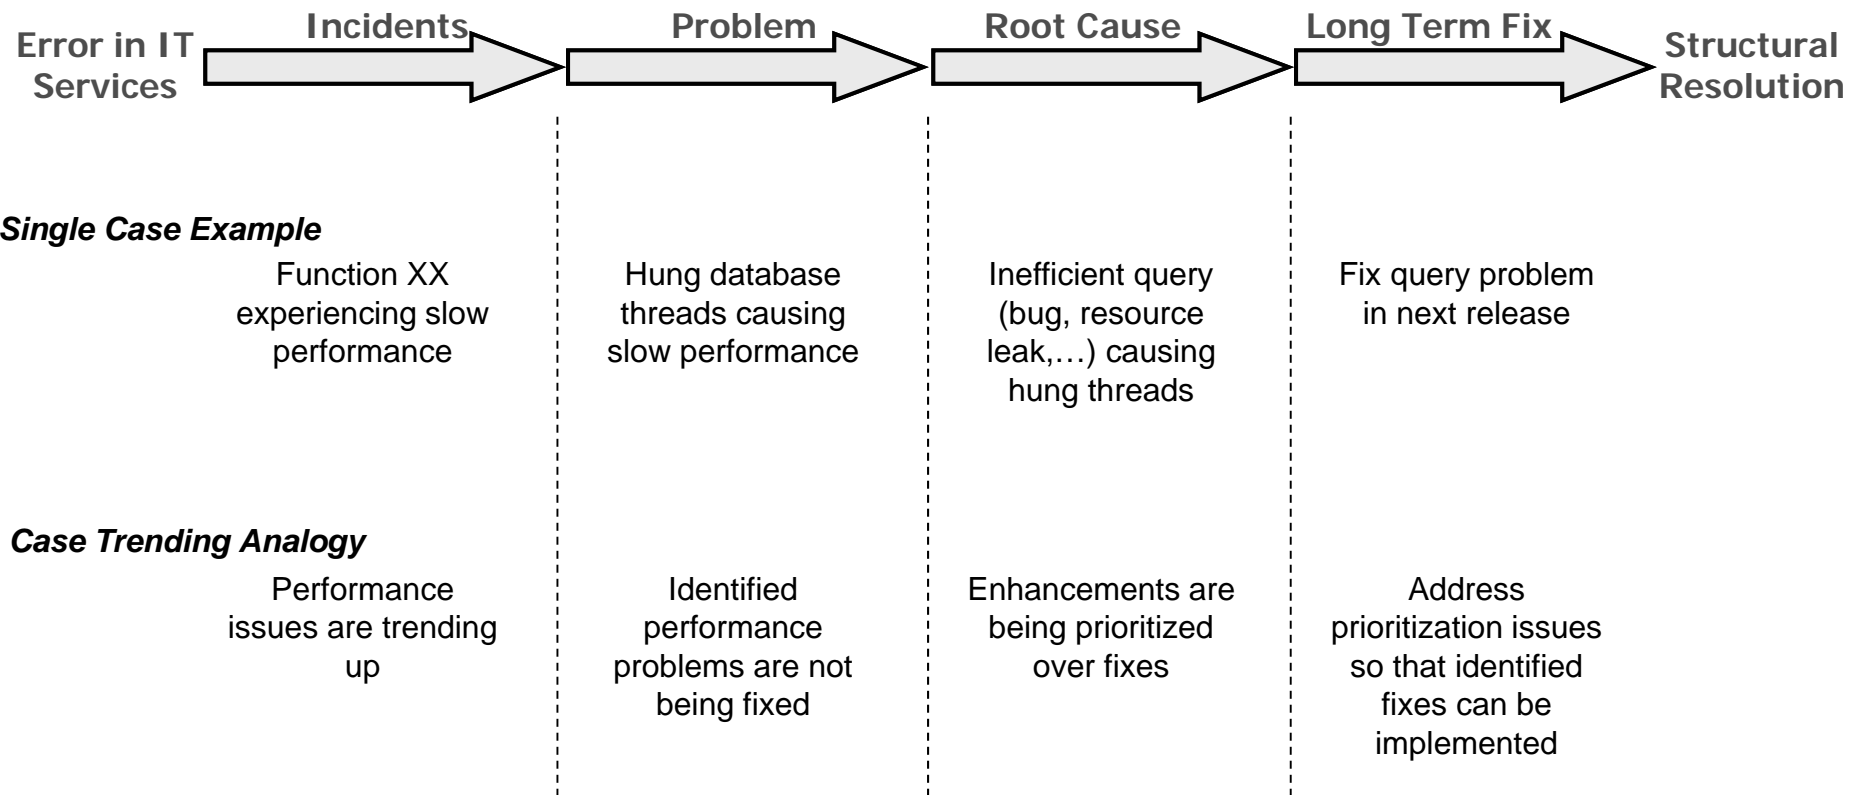 Error in IT
Services
Incidents
Problem
Root Cause
Long Term Fix
Structural
Resolution
Single Case Example
Function XX
experiencing slow
performance
Hung database
threads causing
slow performance
Inefficient query
(bug, resource
leak,…) causing
hung threads
Fix query problem
in next release
Case Trending Analogy
Performance
issues are trending
up
Identified
performance
problems are not
being fixed
Enhancements are
being prioritized
over fixes
Address
prioritization issues
so that identified
fixes can be
implemented